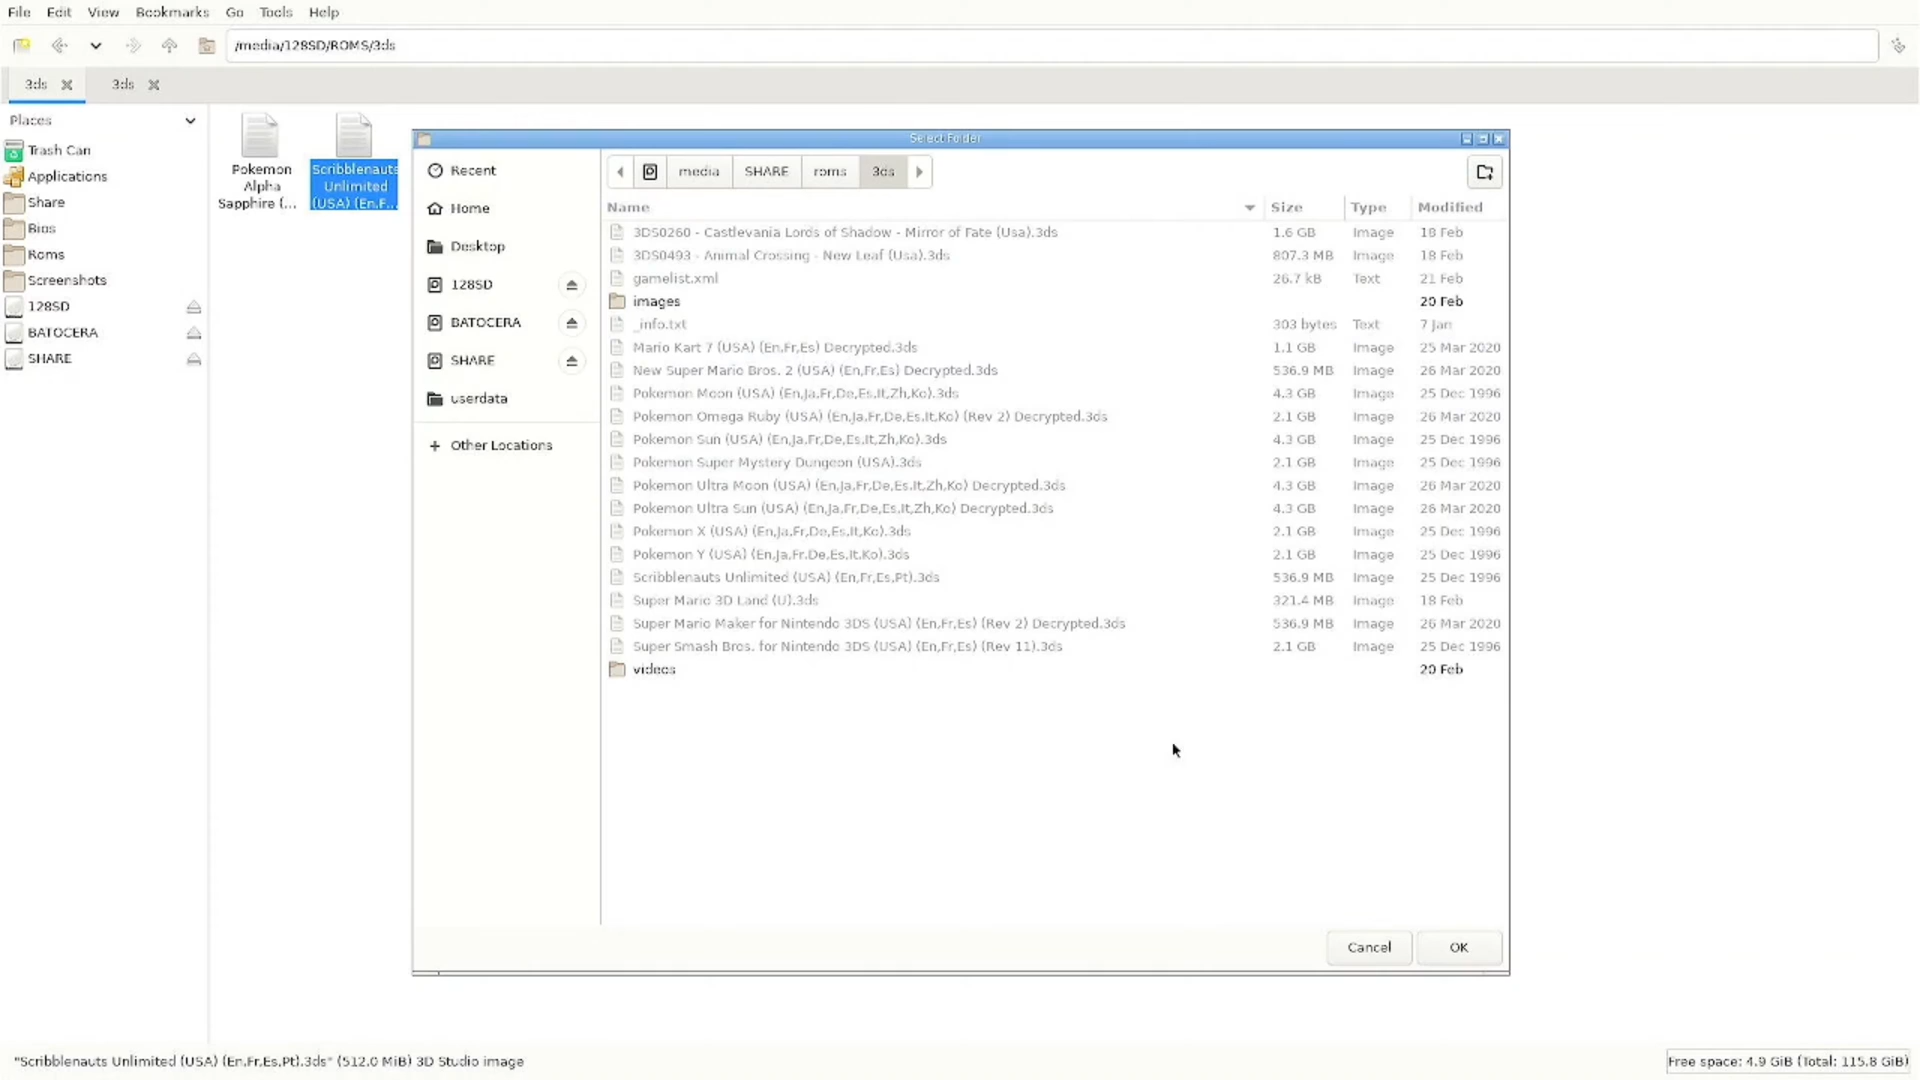 File Edit View Bookmarks Go Tools Help
/media/128SD/ROMS/3ds
3ds 3ds
Places
Trash Can
Applications
Share
Bios
Roms
Screenshots
128SD
BATOCERA
SHARE
Pokemon
Alpha
Sapphire (...
Scribblenauts
Unlimited
(USA) (En,F...
Select Folder
Recent
Home
Desktop
128SD
BATOCERA
SHARE
userdata
Other Locations
media SHARE roms 3ds
Name Size Type Modified
3DS0260 - Castlevania Lords of Shadow - Mirror of Fate (Usa).3ds 1.6 GB Image 18 Feb
3DS0493 - Animal Crossing - New Leaf (Usa).3ds 807.3 MB Image 18 Feb
gamelist.xml 26.7 kB Text 21 Feb
images 20 Feb
_info.txt 303 bytes Text 7 Jan
Mario Kart 7 (USA) (En,Fr,Es) Decrypted.3ds 1.1 GB Image 25 Mar 2020
New Super Mario Bros. 2 (USA) (En,Fr,Es) Decrypted.3ds 536.9 MB Image 26 Mar 2020
Pokemon Moon (USA) (En,Ja,Fr,De,Es,It,Zh,Ko).3ds 4.3 GB Image 25 Dec 1996
Pokemon Omega Ruby (USA) (En,Ja,Fr,De,Es,It,Ko) (Rev 2) Decrypted.3ds 2.1 GB Image 26 Mar 2020
Pokemon Sun (USA) (En,Ja,Fr,De,Es,It,Zh,Ko).3ds 4.3 GB Image 25 Dec 1996
Pokemon Super Mystery Dungeon (USA).3ds 2.1 GB Image 25 Dec 1996
Pokemon Ultra Moon (USA) (En,Ja,Fr,De,Es,It,Zh,Ko) Decrypted.3ds 4.3 GB Image 26 Mar 2020
Pokemon Ultra Sun (USA) (En,Ja,Fr,De,Es,It,Zh,Ko) Decrypted.3ds 4.3 GB Image 26 Mar 2020
Pokemon X (USA) (En,Ja,Fr,De,Es,It,Ko).3ds 2.1 GB Image 25 Dec 1996
Pokemon Y (USA) (En,Ja,Fr,De,Es,It,Ko).3ds 2.1 GB Image 25 Dec 1996
Scribblenauts Unlimited (USA) (En,Fr,Es,Pt).3ds 536.9 MB Image 25 Dec 1996
Super Mario 3D Land (U).3ds 321.4 MB Image 18 Feb
Super Mario Maker for Nintendo 3DS (USA) (En,Fr,Es) (Rev 2) Decrypted.3ds 536.9 MB Image 26 Mar 2020
Super Smash Bros. for Nintendo 3DS (USA) (En,Fr,Es) (Rev 11).3ds 2.1 GB Image 25 Dec 1996
videos 20 Feb
Cancel OK
"Scribblenauts Unlimited (USA) (En,Fr,Es,Pt).3ds" (512.0 MiB) 3D Studio image
Free space: 4.9 GiB (Total: 115.8 GiB)